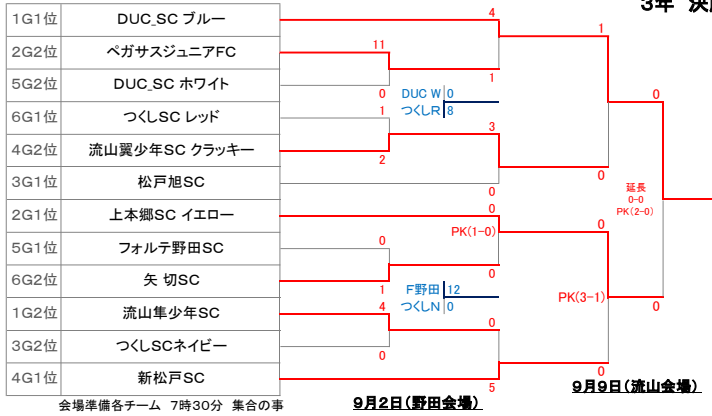 3年 決
1G1位 DUC_SC ブルー
2G2位 ペガサスジュニアFC
5G2位 DUC_SC ホワイト
6G1位 つくしSC レッド
4G2位 流山翼少年SC クラッキー
3G1位 松戸旭SC
2G1位 上本郷SC イエロー
5G1位 フォルテ野田SC
6G2位 矢 切SC
1G2位 流山隼少年SC
3G2位 つくしSCネイビー
4G1位 新松戸SC
4
11
1
0
1
0
DUC W 0
つくしR 8
1
3
2
0
0
延長
0-0
PK(2-0)
0
0
PK(1-0)
0
0
1
F野田 12
つくしN 0
PK(3-1)
0
4
0
0
0
5
会場準備各チーム 7時30分 集合の事
9月2日(野田会場)
9月9日(流山会場)